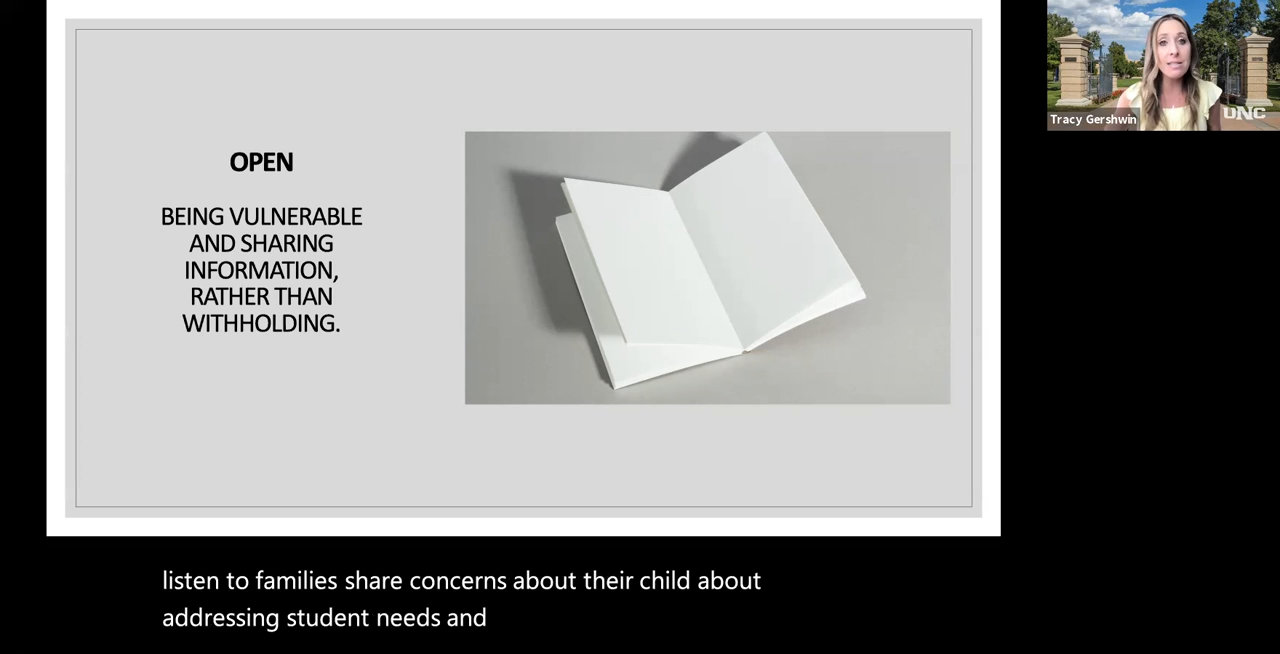 OPEN
BEING VULNERABLE
AND SHARING
INFORMATION,
RATHER THAN
WITHHOLDING.
Tracy Gershwin
UNC
listen to families share concerns about their child about
addressing student needs and